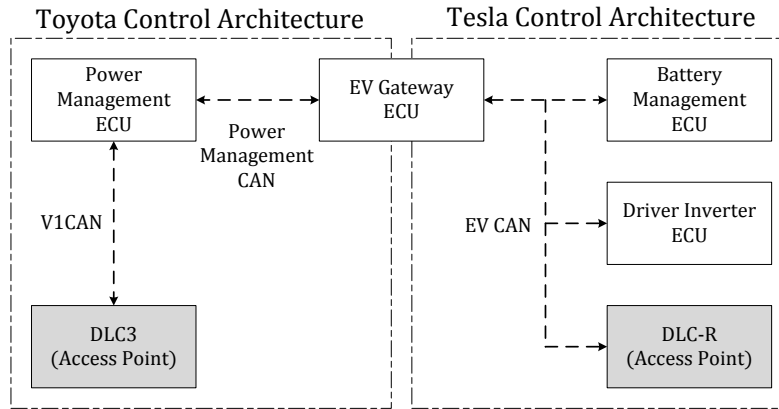 Toyota Control Architecture
Tesla Control Architecture
Power
Management
ECU
EV Gateway
ECU
Battery
Management
ECU
Power
Management
CAN
V1CAN
EV CAN
Driver Inverter
ECU
DLC3
(Access Point)
DLC-R
(Access Point)